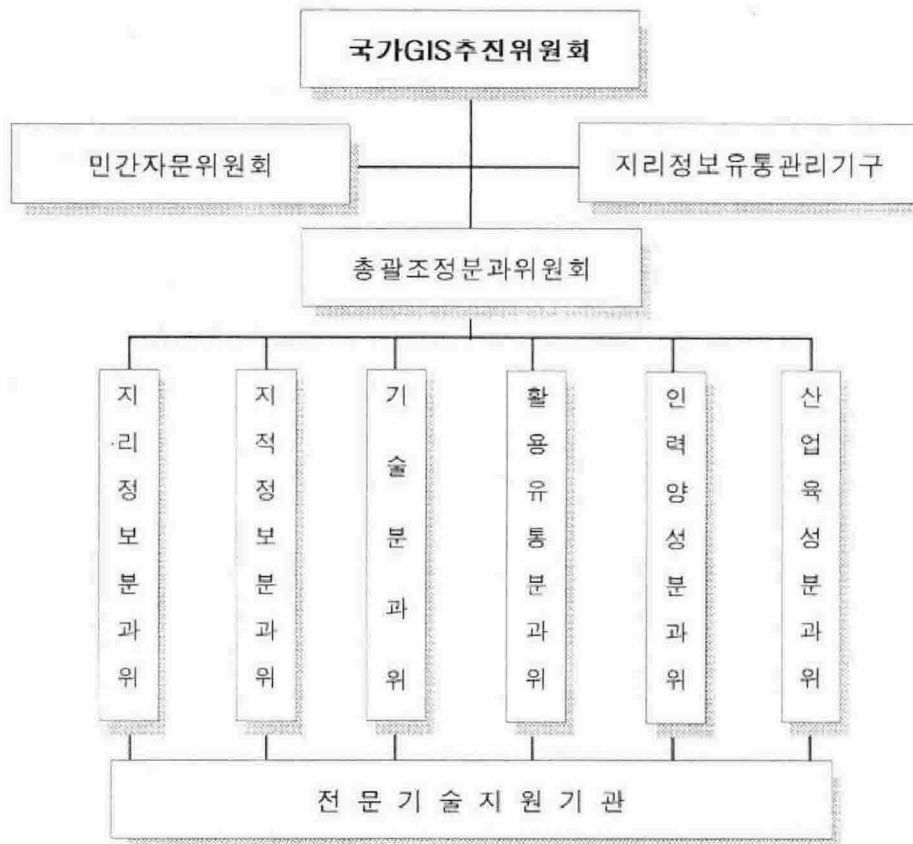 국가GIS추진위원회
민간자문위원회
지리정보유통관리기구
총괄조정분과위원회
지리정보분과위
지적정보분과위
기술분과위
활용유통분과위
인력양성분과위
산업육성분과위
전 문 기 술 지 원 기 관